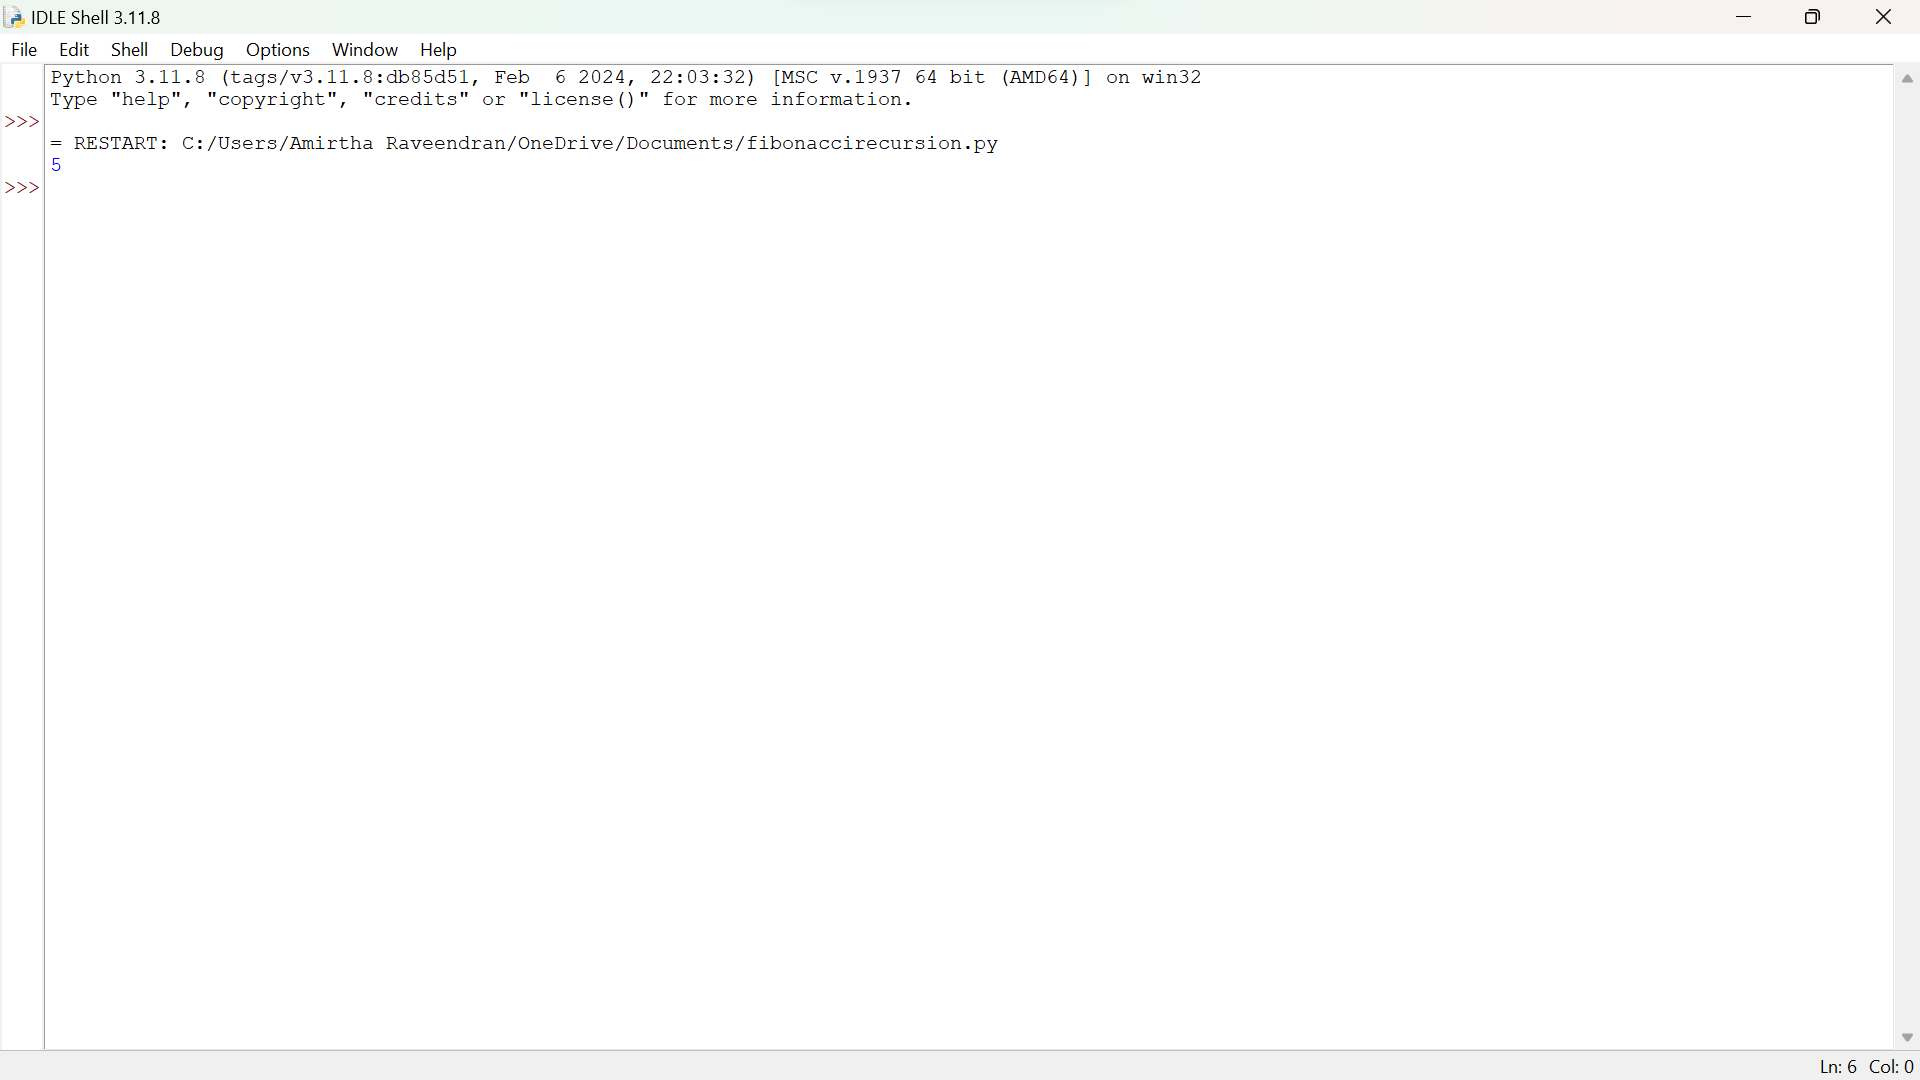 IDLE Shell 3.11.8
File Edit Shell Debug Options Window Help
Python 3.11.8 (tags/v3.11.8:db85d51, Feb  6 2024, 22:03:32) [MSC v.1937 64 bit (AMD64)] on win32
Type "help", "copyright", "credits" or "license()" for more information.
>>>
= RESTART: C:/Users/Amirtha Raveendran/OneDrive/Documents/fibonaccirecursion.py
5
>>>
Ln: 6 Col: 0